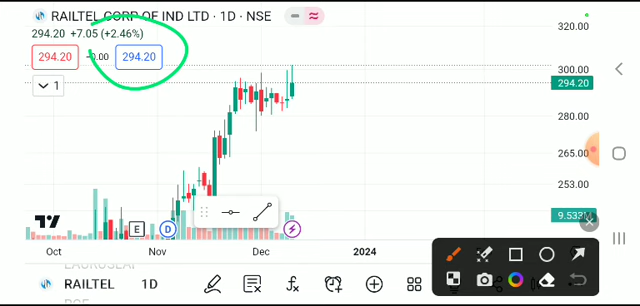 RAILTEL CORP OF IND LTD · 1D · NSE
294.20 +7.05 (+2.46%)
294.20 0.00 294.20
1
320.00
300.00
294.20
280.00
265.00
253.00
9.533M
E D
Oct Nov Dec 2024
RAILTEL 1D